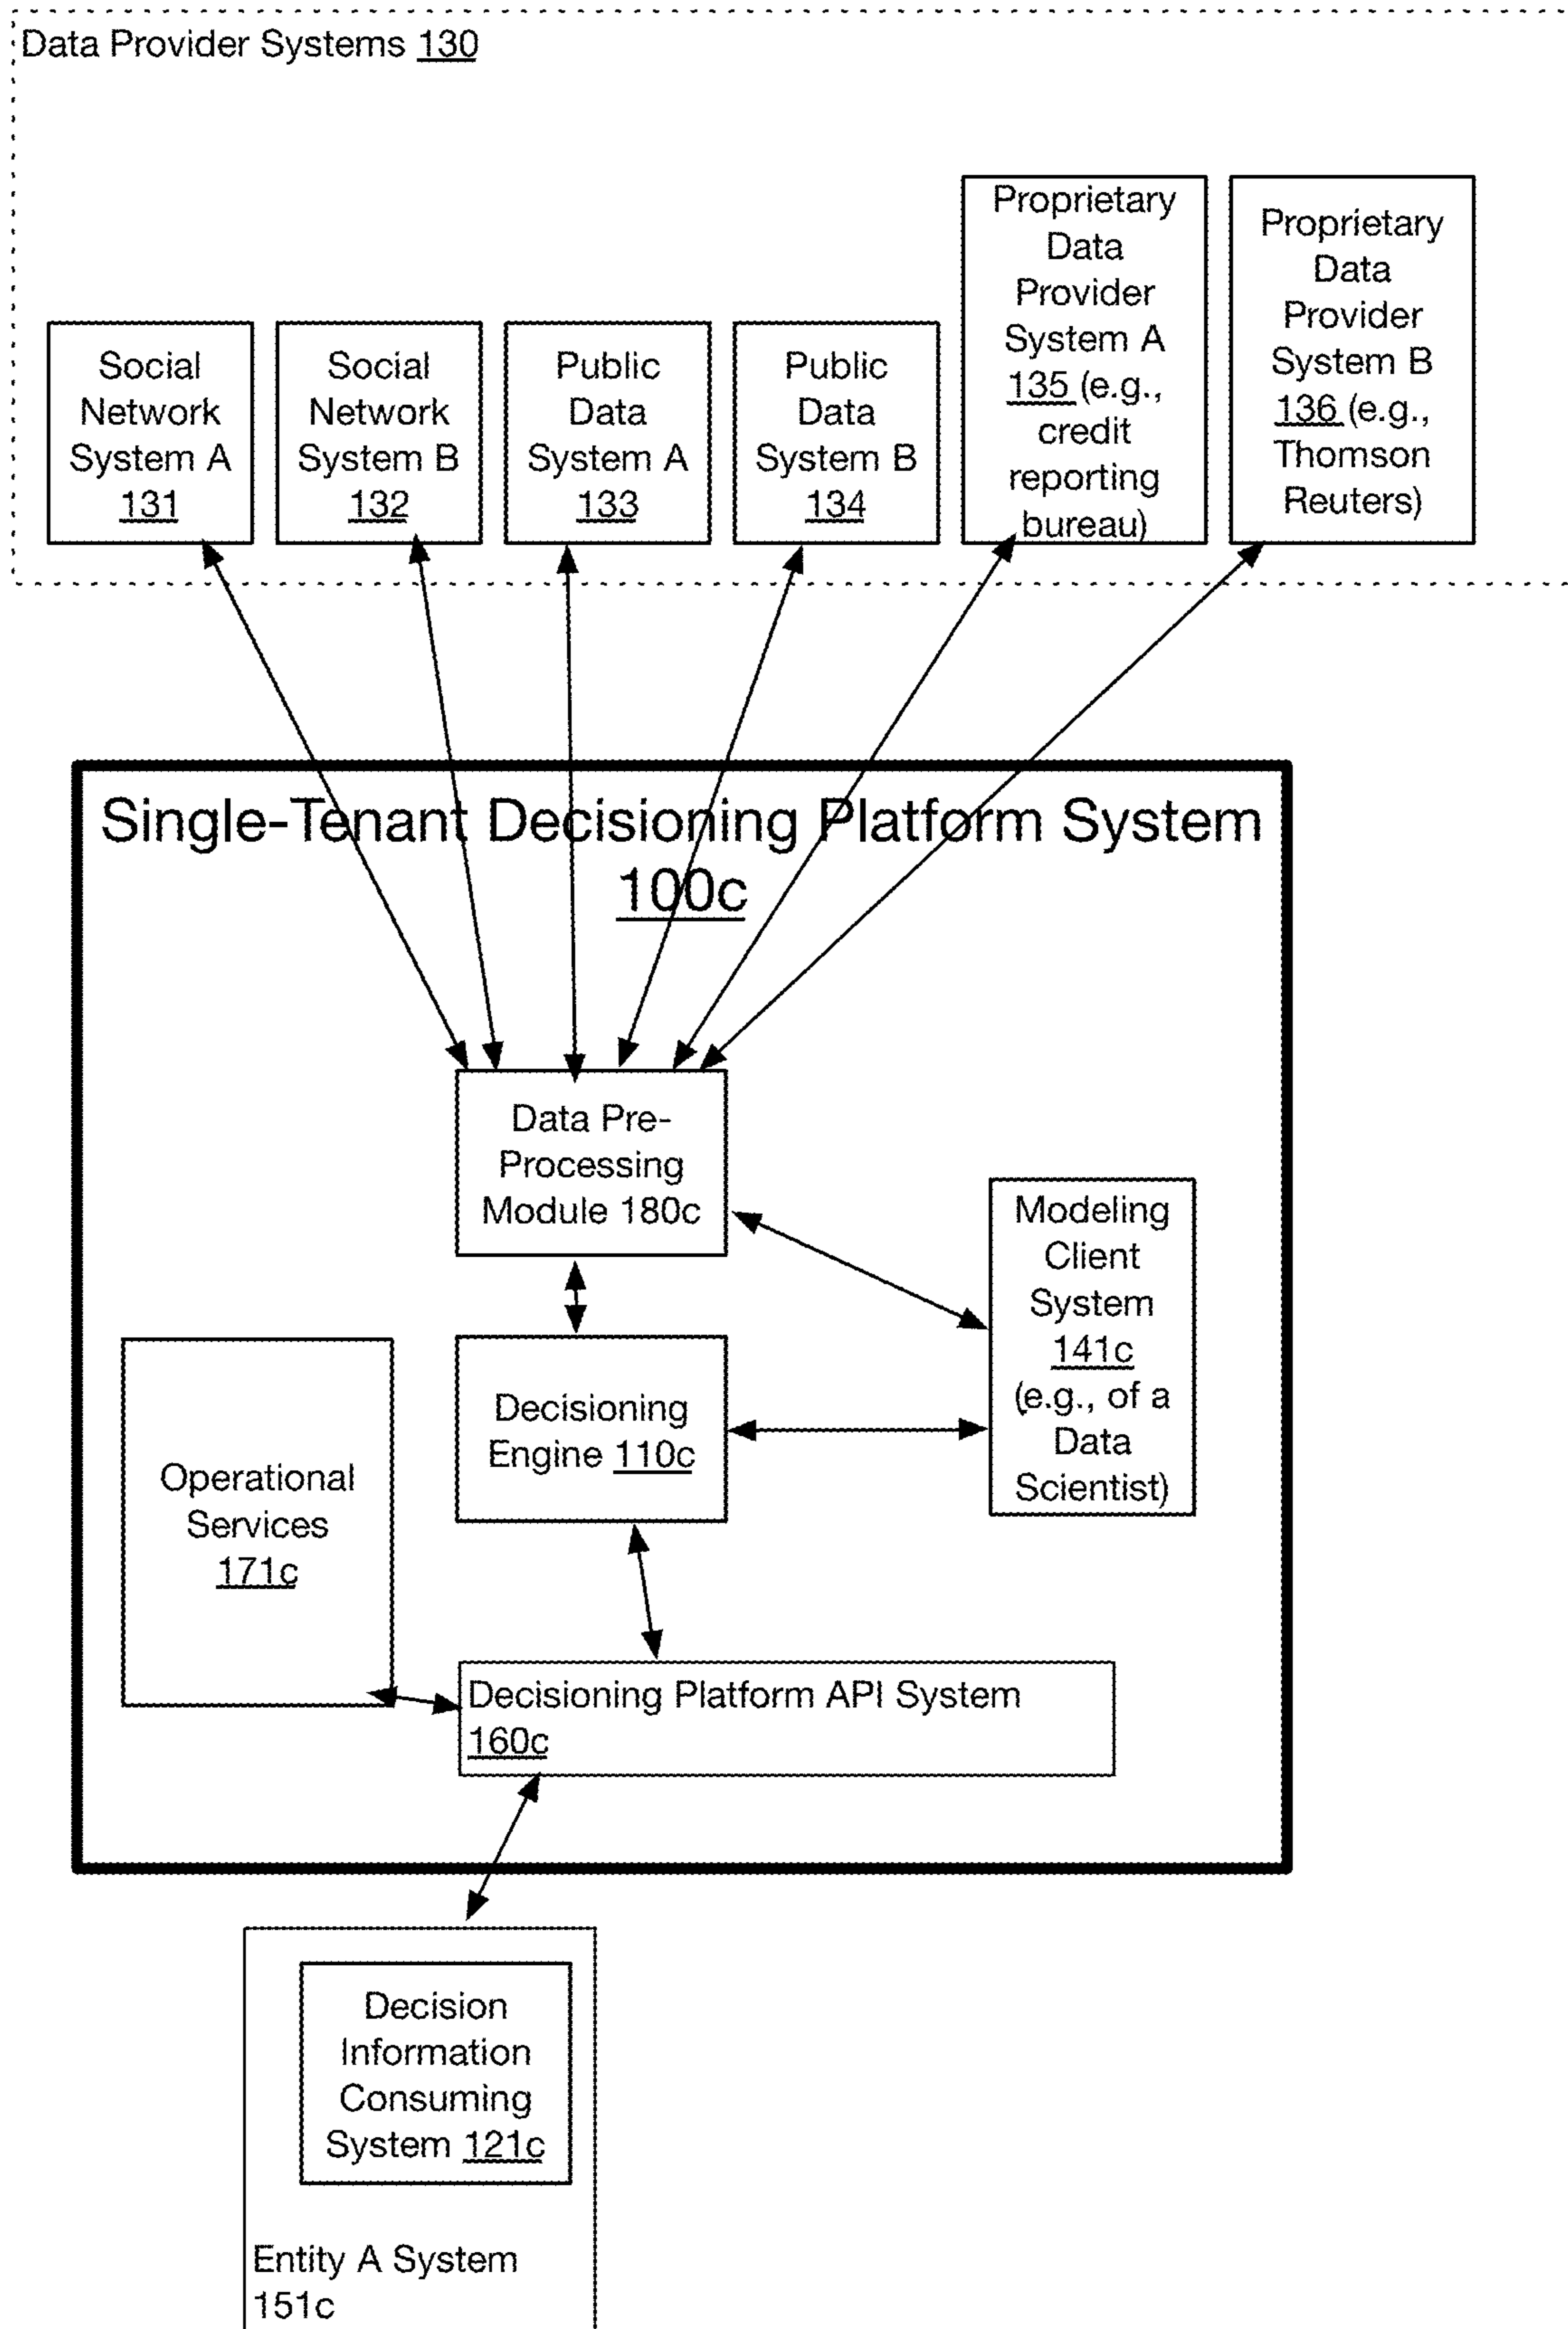 Data Provider Systems 130
Social
Network
System A
131
Social
Network
System B
132
Public
Data
System A
133
Public
Data
System B
134
Proprietary
Data
Provider
System A
135 (e.g.,
credit
reporting
bureau)
Proprietary
Data
Provider
System B
136 (e.g.,
Thomson
Reuters)
Single-Tenant Decisioning Platform System
100c
Data Pre-
Processing
Module 180c
Modeling
Client
System
141c
(e.g., of a
Data
Scientist)
Decisioning
Engine 110c
Operational
Services
171c
Decisioning Platform API System
160c
Decision
Information
Consuming
System 121c
Entity A System
151c